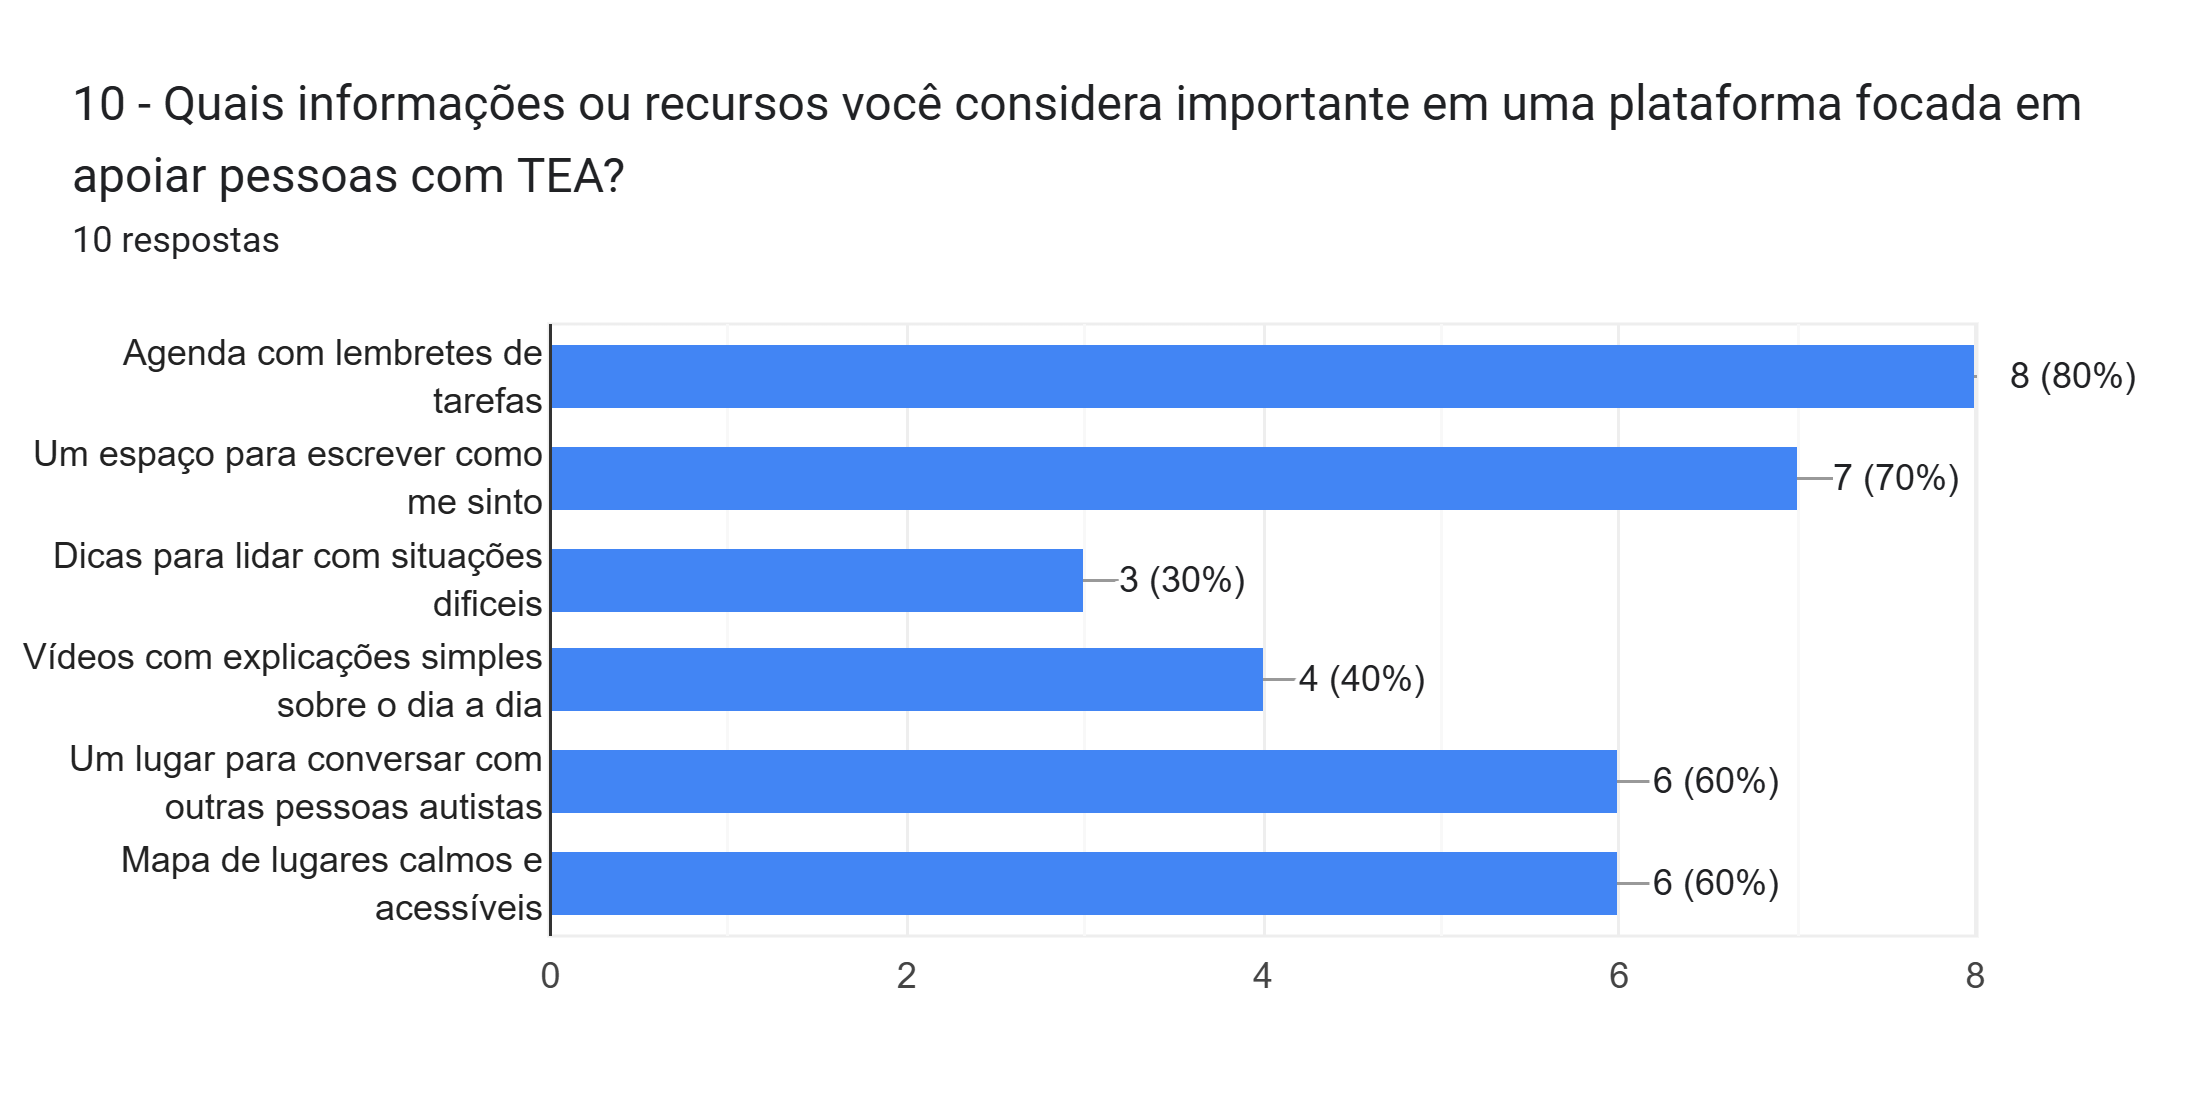 10 - Quais informações ou recursos você considera importante em uma plataforma focada em
apoiar pessoas com TEA?
10 respostas
Agenda com lembretes de
tarefas
8 (80%)
Um espaço para escrever como
me sinto
7 (70%)
Dicas para lidar com situações
dificeis
3 (30%)
Vídeos com explicações simples
sobre o dia a dia
4 (40%)
Um lugar para conversar com
outras pessoas autistas
6 (60%)
Mapa de lugares calmos e
acessíveis
6 (60%)
0 2 4 6 8